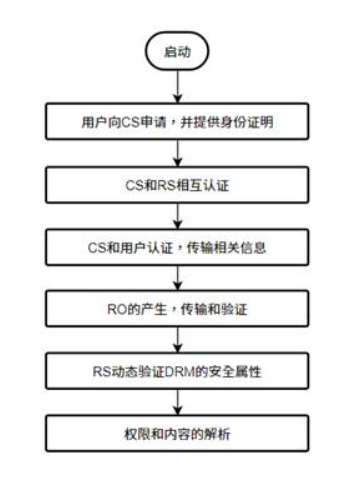 启动
用户向CS申请，并提供身份证明
CS和RS相互认证
CS和用户认证，传输相关信息
RO的产生，传输和验证
RS动态验证DRM的安全属性
权限和内容的解析